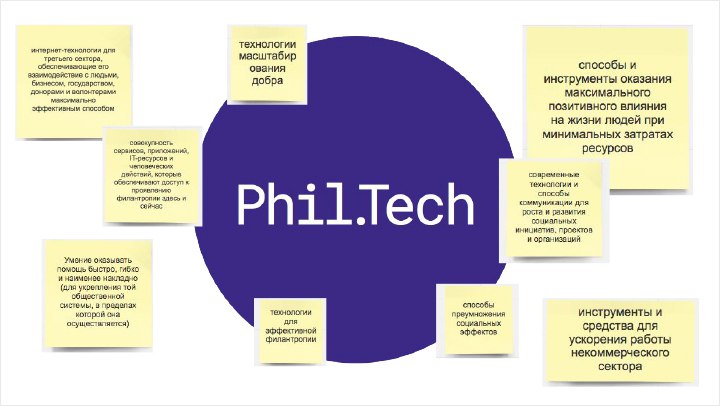 интернет-технологии для
третьего сектора,
обеспечивающие его
взаимодействие с людьми,
бизнесом, государством,
донорами и волонтерами
максимально
эффективным способом
технологии
масштабир
ования
добра
способы и
инструменты оказания
максимального
позитивного влияния
на жизни людей при
минимальных затратах
ресурсов
совокупность
сервисов, приложений,
IT-ресурсов и
человеческих
действий, которые
обеспечивают доступ к
проявлению
филантропии здесь и
сейчас
Phil.Tech
современные
технологии и
способы
коммуникации для
роста и развития
социальных
инициатив, проектов
и организаций
Умение оказывать
помощь быстро, гибко
и наименее накладно
(для укрепления той
общественной
системы, в пределах
которой она
осуществляется)
технологии
для
эффективной
филантропии
способы
преумножения
социальных
эффектов
инструменты и
средства для
ускорения работы
некоммерческого
сектора